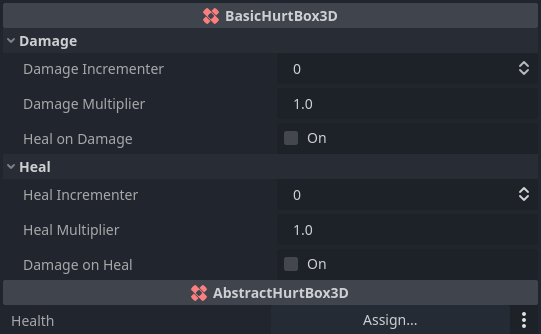 BasicHurtBox3D
Damage
Damage Incrementer 0
Damage Multiplier 1.0
Heal on Damage On
Heal
Heal Incrementer 0
Heal Multiplier 1.0
Damage on Heal On
AbstractHurtBox3D
Health Assign...